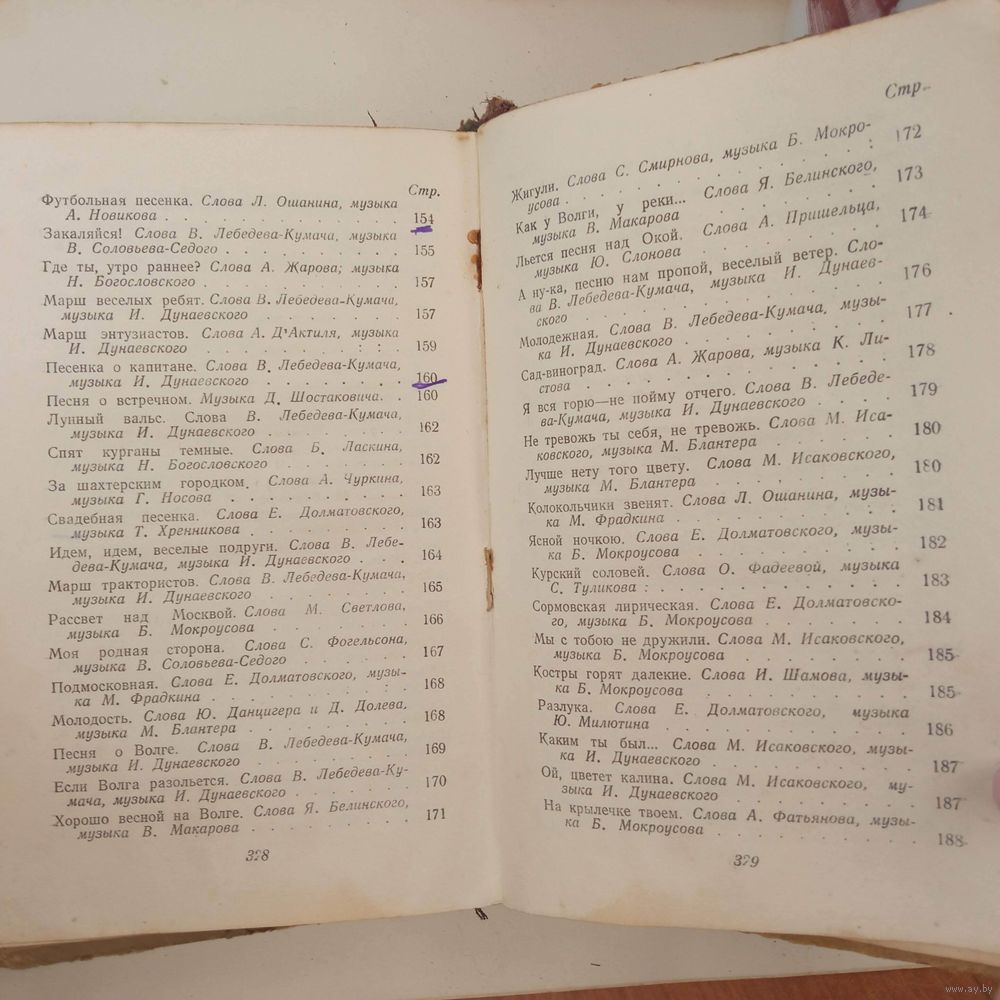 Стр.
Футбольная песенка. Слова Л. Ошанина, музыка
А. Новикова . . . . . . . . . . . . 154
Закаляйся! Слова В. Лебедева-Кумача, музыка
В. Соловьева-Седого . . . . . . . . . 155
Где ты, утро раннее? Слова А. Жарова; музыка
Н. Богословского . . . . . . . . . . 157
Марш веселых ребят. Слова В. Лебедева-Кумача,
музыка И. Дунаевского . . . . . . . . 157
Марш энтузиастов. Слова А. Д'Актиля, музыка
И. Дунаевского . . . . . . . . . . 159
Песенка о капитане. Слова В. Лебедева-Кумача,
музыка И. Дунаевского . . . . . . . . 160
Песня о встречном. Музыка Д. Шостаковича. . 160
Лунный вальс. Слова В. Лебедева-Кумача,
музыка И. Дунаевского . . . . . . . . 162
Спят курганы темные. Слова Б. Ласкина,
музыка Н. Богословского . . . . . . . 162
За шахтерским городком. Слова А. Чуркина,
музыка Г. Носова . . . . . . . . . . 163
Свадебная песенка. Слова Е. Долматовского,
музыка Т. Хренникова . . . . . . . . . 163
Идем, идем, веселые подруги. Слова В. Лебе-
дева-Кумача, музыка И. Дунаевского . . . 164
Марш трактористов. Слова В. Лебедева-Кумача,
музыка И. Дунаевского . . . . . . . . 165
Рассвет над Москвой. Слова М. Светлова,
музыка Б. Мокроусова . . . . . . . . 166
Моя родная сторона. Слова С. Фогельсона,
музыка В. Соловьева-Седого . . . . . . 167
Подмосковная. Слова Е. Долматовского, музы-
ка М. Фрадкина . . . . . . . . . . 168
Молодость. Слова Ю. Данцигера и Д. Долева,
музыка М. Блантера . . . . . . . . . 168
Песня о Волге. Слова В. Лебедева-Кумача,
музыка И. Дунаевского . . . . . . . . 169
Если Волга разольется. Слова В. Лебедева-Ку-
мача, музыка И. Дунаевского . . . . . . 170
Хорошо весной на Волге. Слова Я. Белинского,
музыка В. Макарова . . . . . . . . . 171
328
Стр.
Жигули. Слова С. Смирнова, музыка Б. Мокро-
усова . . . . . . . . . . . . . 172
Как у Волги, у реки... Слова Я. Белинского,
музыка В. Макарова . . . . . . . . . 173
Льется песня над Окой. Слова А. Пришельца,
музыка Ю. Слонова . . . . . . . . . 174
А ну-ка, песню нам пропой, веселый ветер. Сло-
ва В. Лебедева-Кумача, музыка И. Дунаев-
ского . . . . . . . . . . . . . 176
Молодежная. Слова В. Лебедева-Кумача, музы-
ка И. Дунаевского . . . . . . . . . 177
Сад-виноград. Слова А. Жарова, музыка К. Ли-
стова . . . . . . . . . . . . . 178
Я вся горю—не пойму отчего. Слова В. Лебеде-
ва-Кумача, музыка И. Дунаевского . . . . 179
Не тревожь ты себя, не тревожь. Слова М. Иса-
ковского, музыка М. Блантера . . . . . . 180
Лучше нету того цвету. Слова М. Исаковского,
музыка М. Блантера . . . . . . . . . 180
Колокольчики звенят. Слова Л. Ошанина, музы-
ка М. Фрадкина . . . . . . . . . . 181
Ясной ночкою. Слова Е. Долматовского, музы-
ка Б. Мокроусова . . . . . . . . . 182
Курский соловей. Слова О. Фадеевой, музыка
С. Туликова : . . . . . . . . . . 183
Сормовская лирическая. Слова Е. Долматовско-
го, музыка Б. Мокроусова . . . . . . . 184
Мы с тобою не дружили. Слова М. Исаковского,
музыка Б. Мокроусова . . . . . . . . 185
Костры горят далекие. Слова И. Шамова, музы-
ка Б. Мокроусова . . . . . . . . . 185
Разлука. Слова Е. Долматовского, музыка
Ю. Милютина . . . . . . . . . . 186
Каким ты был... Слова М. Исаковского, музы-
ка И. Дунаевского . . . . . . . . . 187
Ой, цветет калина. Слова М. Исаковского, му-
зыка И. Дунаевского . . . . . . . . 187
На крылечке твоем. Слова А. Фатьянова, музы-
ка Б. Мокроусова . . . . . . . . . 188
329
www.ay.by